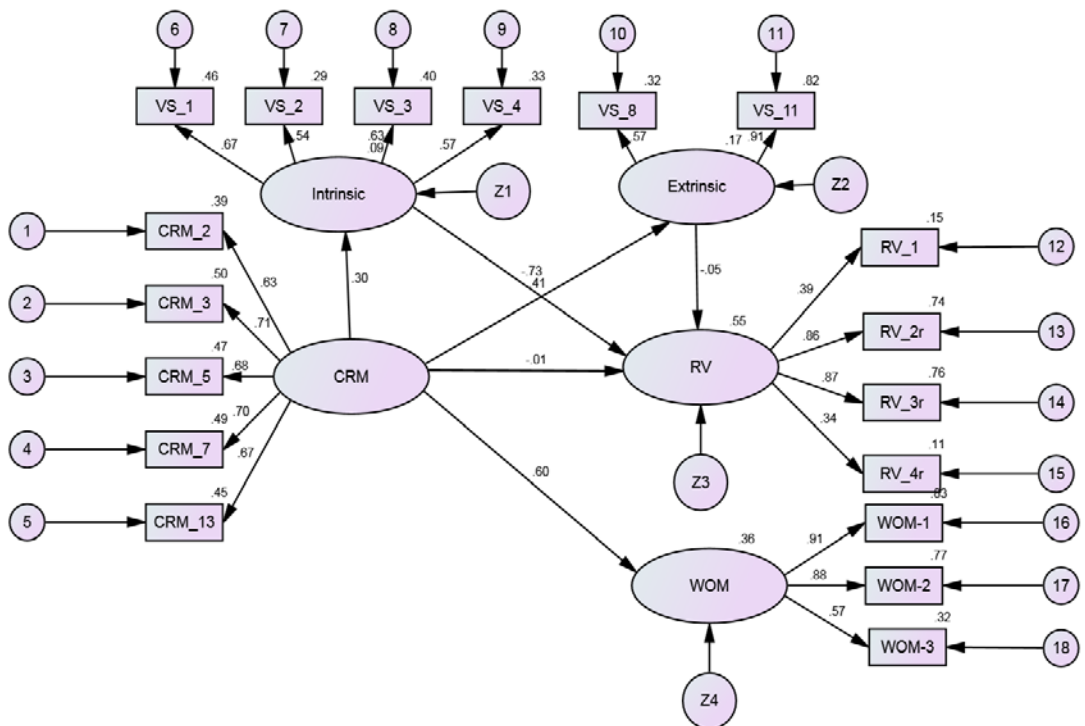 6 7 8 9 10 11
.46 .29 .40 .33 .32 .82
VS_1 VS_2 VS_3 VS_4 VS_8 VS_11
.67 .54 .63 .57 .57 .91
.09 .17
Intrinsic Z1 Extrinsic Z2
.39 .15
1 CRM_2 RV_1 12
.63 .30 -.73 .41 -.05 .39
.50 .74
2 CRM_3 RV_2r 13
.71 .55 .86
.47 .76
3 CRM_5 .68 CRM -.01 RV .87 RV_3r 14
.49 .70 .34 .11
4 CRM_7 RV_4r 15
.67 Z3
.45 .83
5 CRM_13 WOM-1 16
.60 .36 .91 .77
WOM .88 WOM-2 17
.57 .32
WOM-3 18
Z4